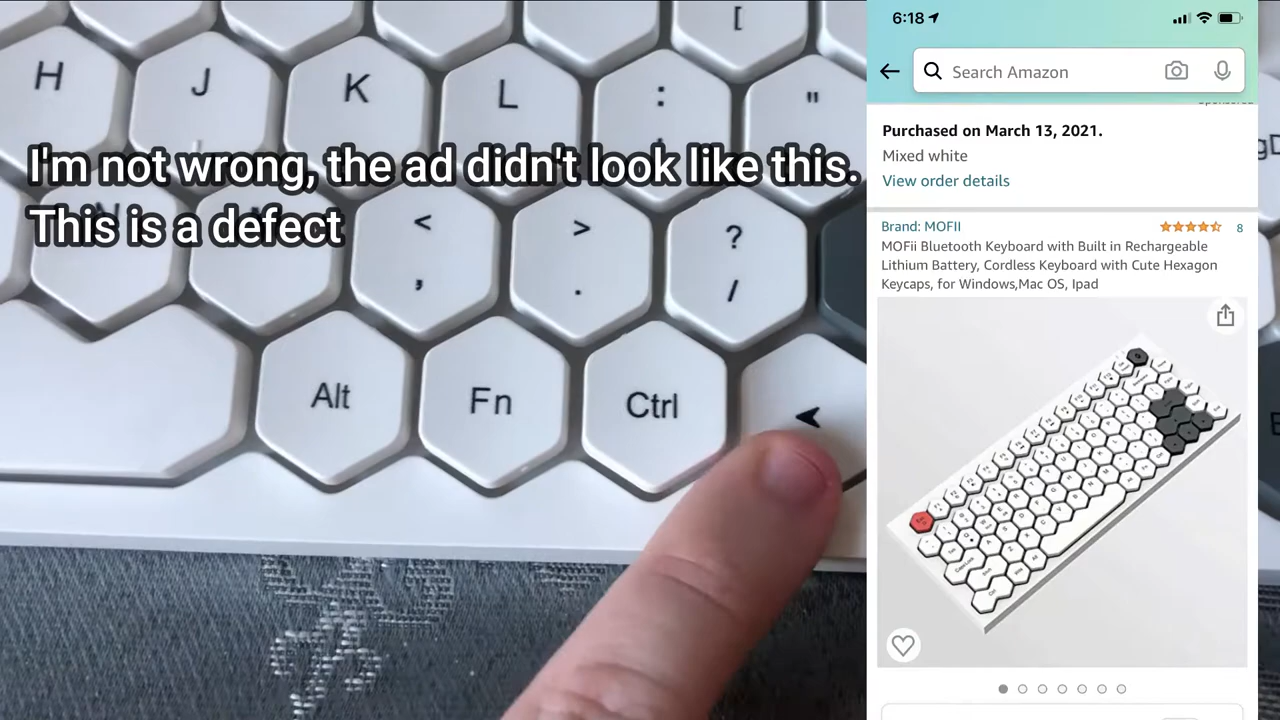 [
H
J
K
L
:
"
I'm not wrong, the ad didn't look like this.
This is a defect
<
,
>
.
?
/
Alt
Fn
Ctrl
6:18
Search Amazon
Purchased on March 13, 2021.
Mixed white
View order details
Brand: MOFII
8
MOFii Bluetooth Keyboard with Built in Rechargeable
Lithium Battery, Cordless Keyboard with Cute Hexagon
Keycaps, for Windows,Mac OS, Ipad